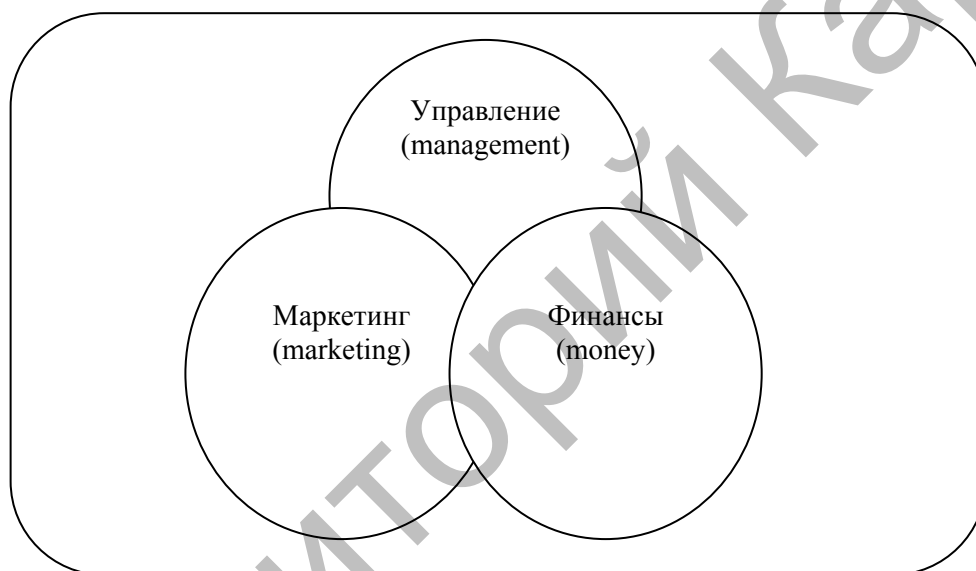 Управление
(management)
Маркетинг
(marketing)
Финансы
(money)